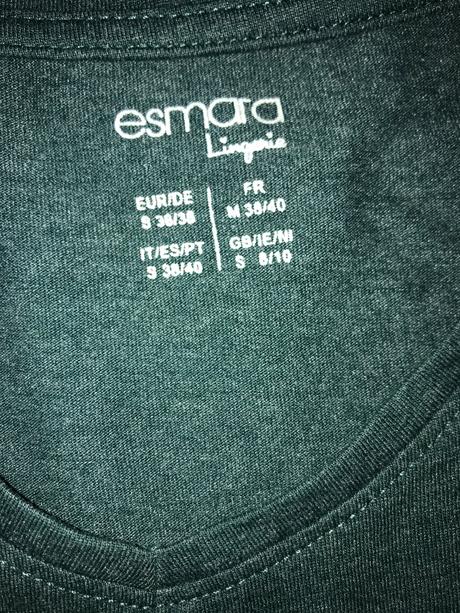 esmara
Lingerie
EUR/DE
S 36/38
FR
M 38/40
IT/ES/PT
S 38/40
GB/IE/NI
S 8/10